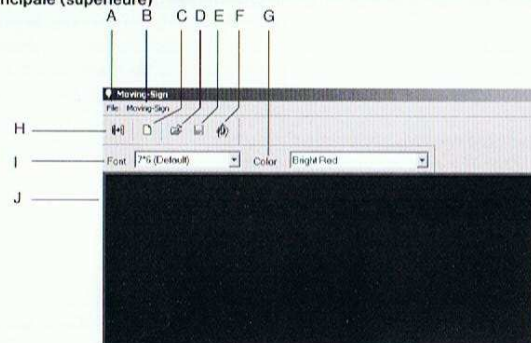 ncipale (supérieure)
A B C D E F G
Moving-Sign
File Moving-Sign
H
I Font 7*6 (Default) Color Bright Red
J